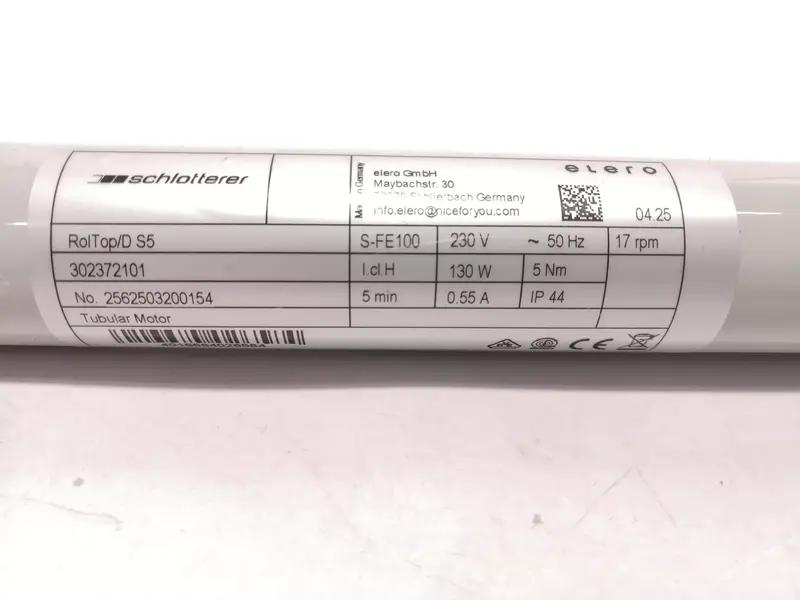 schlotterer
elero GmbH
Maybachstr. 30
Schlierbach Germany
info.elero@niceforyou.com
elero
04.25
RolTop/D S5 S-FE100 230 V ~ 50 Hz 17 rpm
302372101 I.cl.H 130 W 5 Nm
No. 2562503200154 5 min 0.55 A IP 44
Tubular Motor
CE